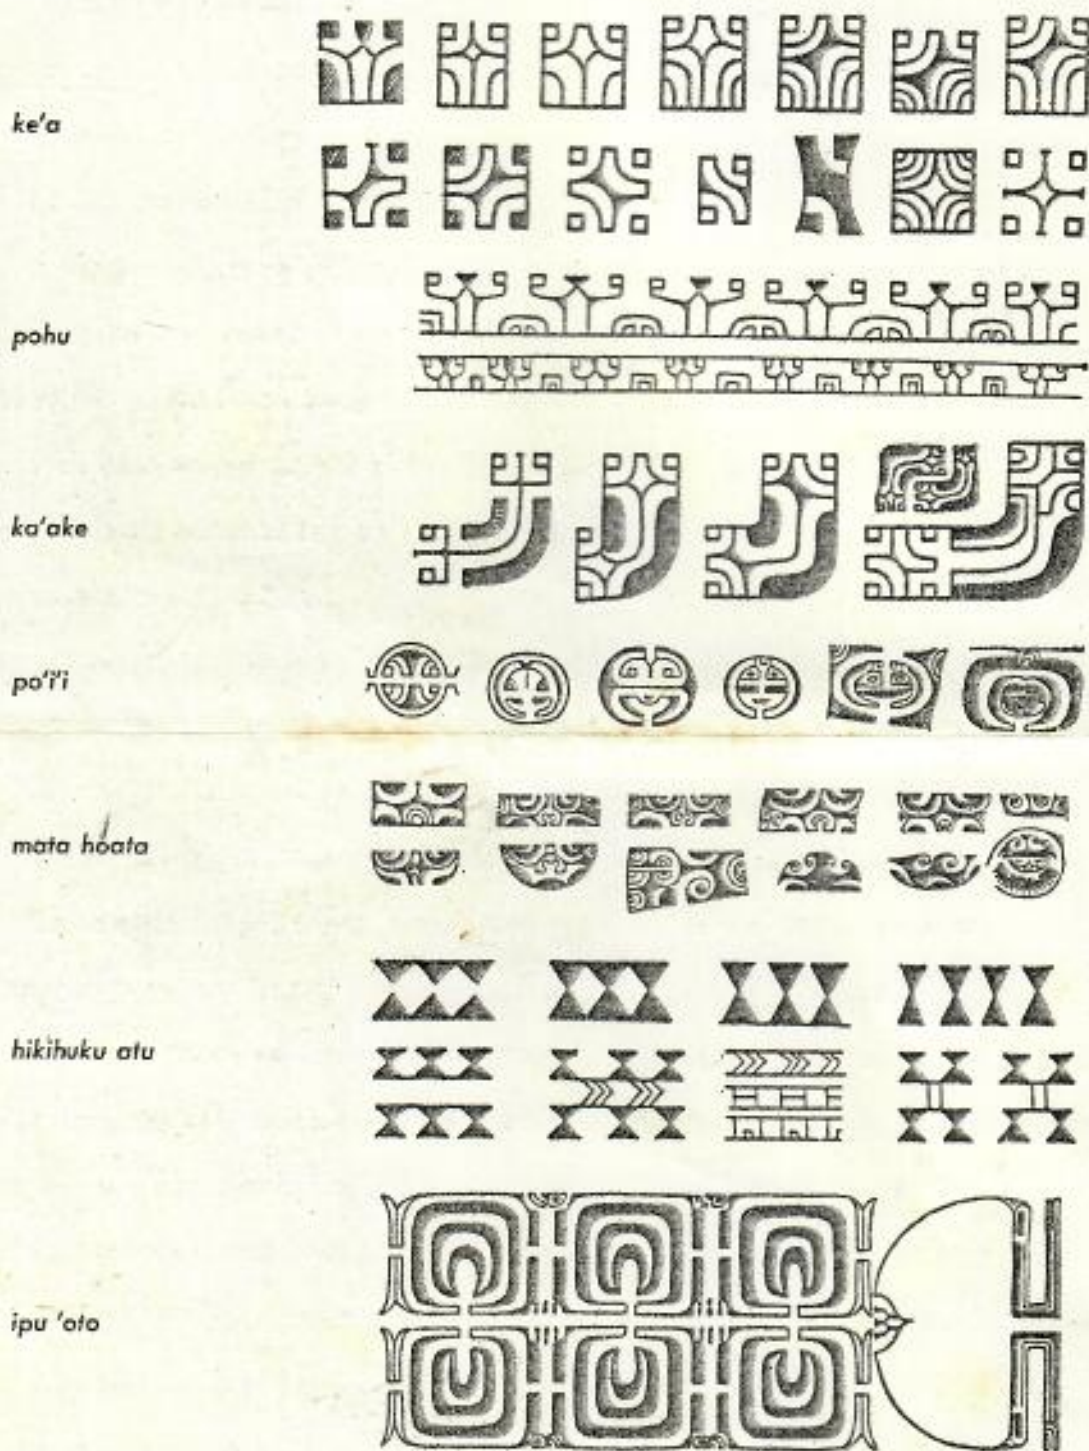 ke'a
pohu
ka'ake
po'i'i
mata hoata
hikihuku atu
ipu 'oto